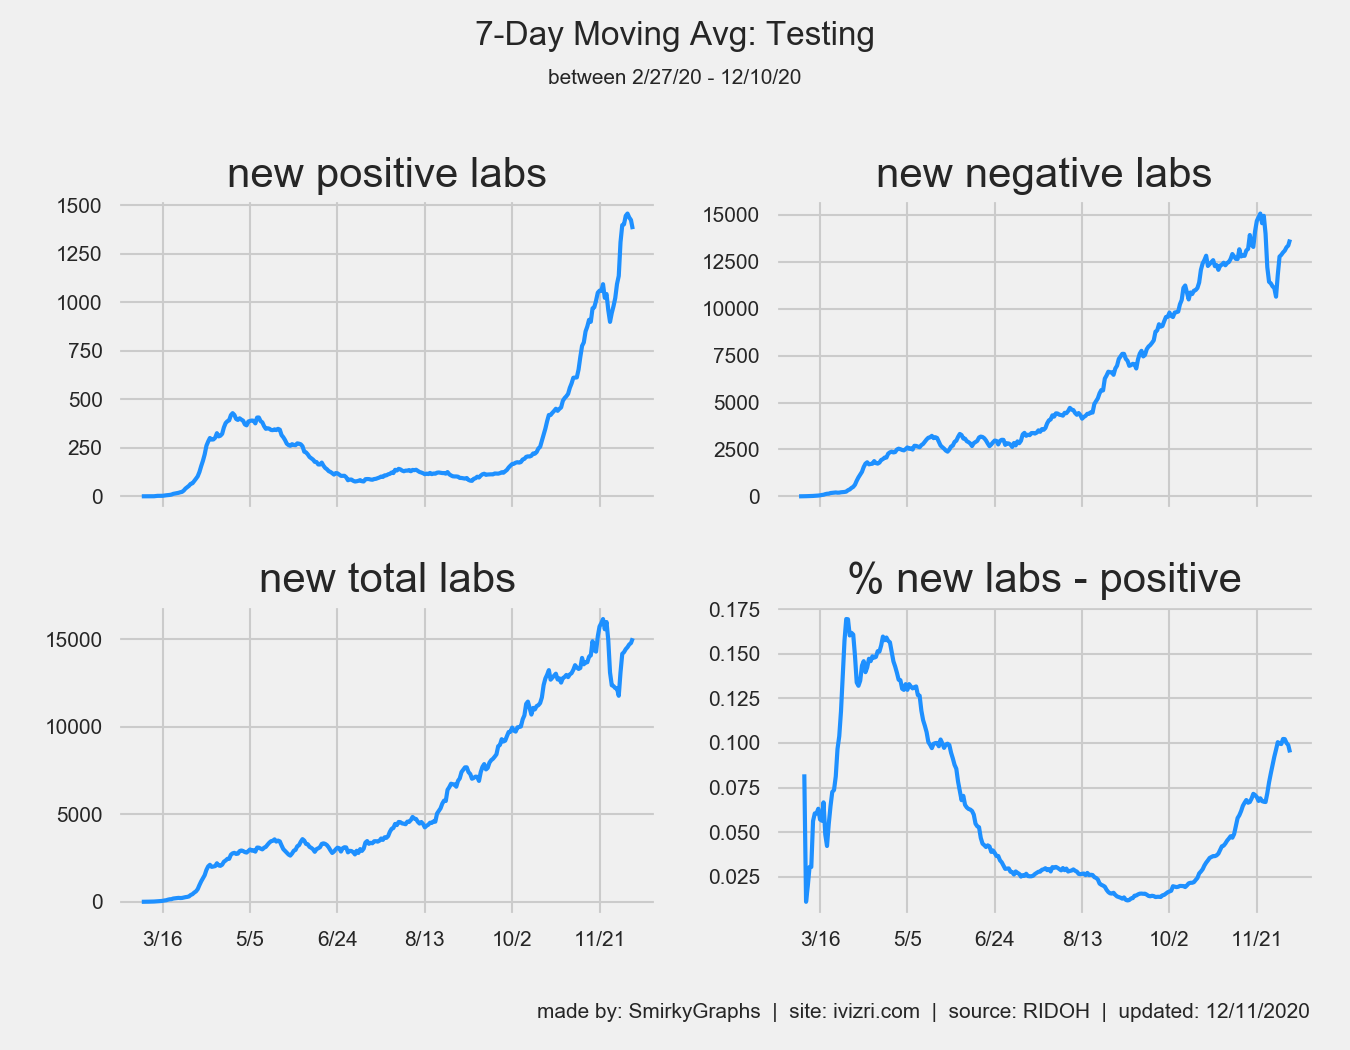 7-Day Moving Avg: Testing
between 2/27/20 - 12/10/20
new positive labs
1500
1250
1000
750
500
250
0
new negative labs
15000
12500
10000
7500
5000
2500
0
new total labs
15000
10000
5000
0
3/16 5/5 6/24 8/13 10/2 11/21
% new labs - positive
0.175
0.150
0.125
0.100
0.075
0.050
0.025
3/16 5/5 6/24 8/13 10/2 11/21
made by: SmirkyGraphs | site: ivizri.com | source: RIDOH | updated: 12/11/2020